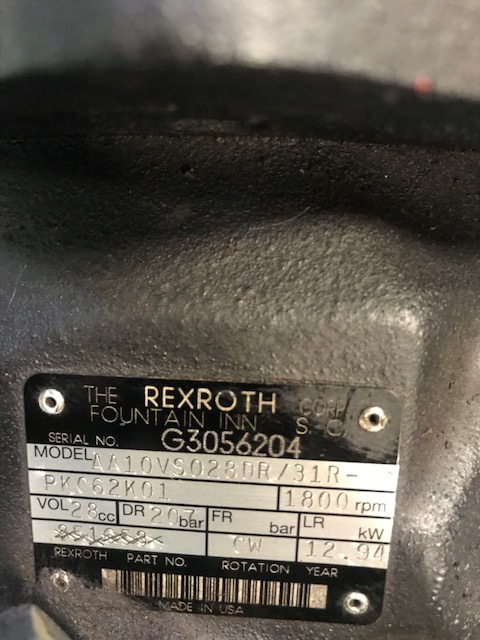 THE REXROTH CORP.
FOUNTAIN INN S. C.
SERIAL NO. G3056204
MODEL AA10VSO28DR/31R-
PKC62K01 1800 rpm
VOL 28 cc DR 207 bar FR bar LR kW
CW 12.94
REXROTH PART NO. ROTATION YEAR
MADE IN USA